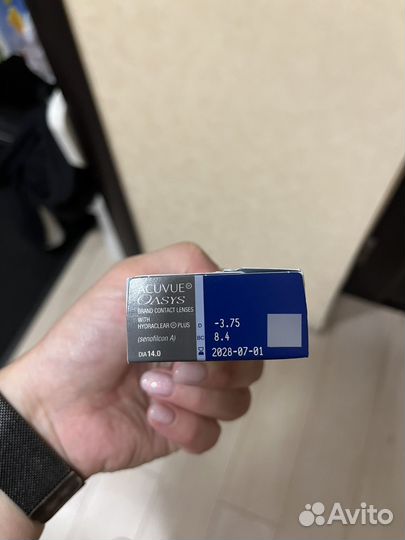 ACUVUE®
OASYS
BRAND CONTACT LENSES
WITH
HYDRACLEAR® PLUS
(senofilcon A)
DIA 14.0
D -3.75
BC 8.4
2028-07-01
Avito